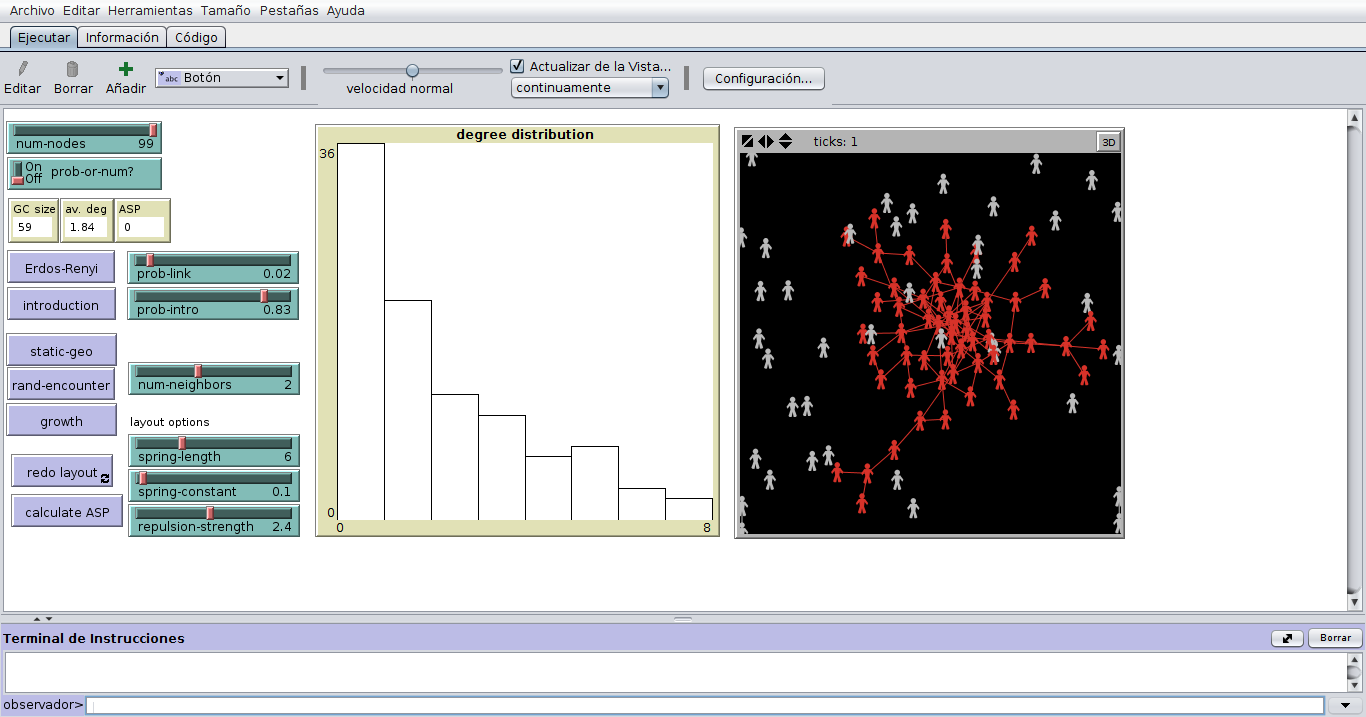 Archivo Editar Herramientas Tamaño Pestañas Ayuda
Ejecutar Información Código
Editar Borrar Añadir abc Botón velocidad normal Actualizar de la Vista... continuamente Configuración...
num-nodes 99
On Off prob-or-num?
GC size av. deg ASP
59 1.84 0
Erdos-Renyi prob-link 0.02
introduction prob-intro 0.83
static-geo
rand-encounter num-neighbors 2
growth layout options
spring-length 6
redo layout spring-constant 0.1
calculate ASP repulsion-strength 2.4
degree distribution
36
0
0 8
ticks: 1 3D
Terminal de Instrucciones Borrar
observador>